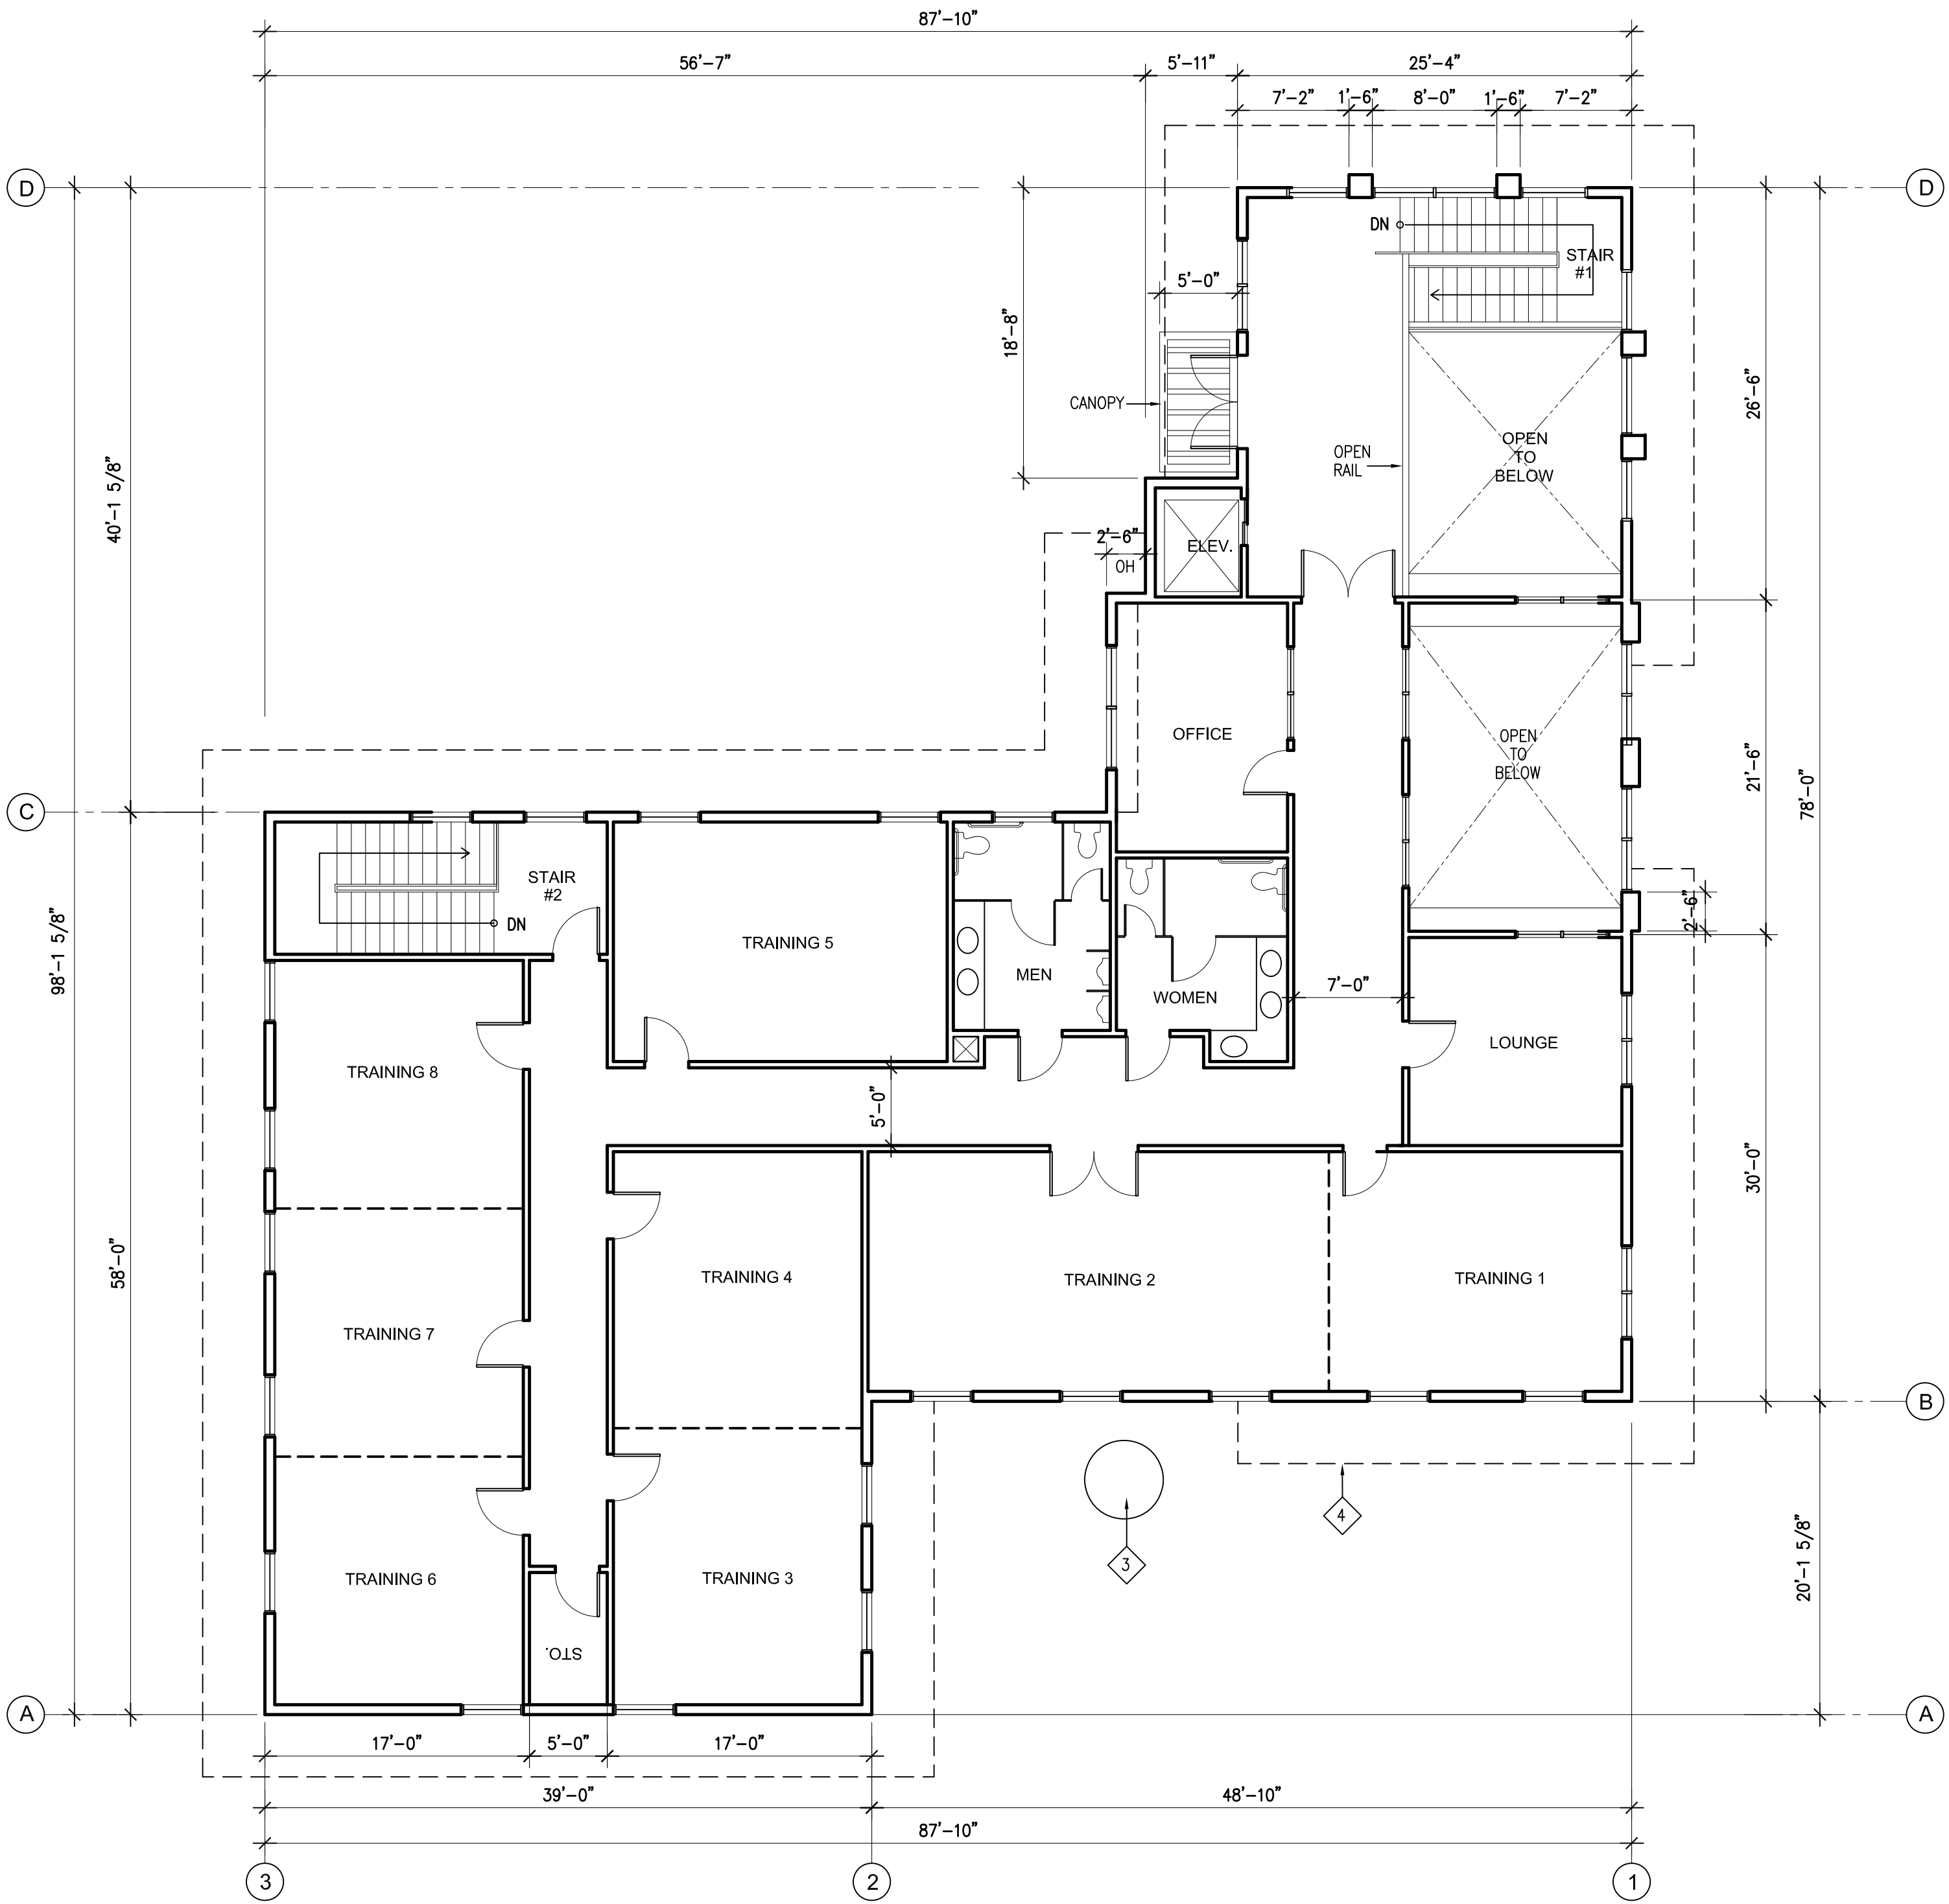 87'-10"
56'-7" 5'-11" 25'-4"
7'-2" 1'-6" 8'-0" 1'-6" 7'-2"
D
D
DN
STAIR
#1
5'-0"
18'-8"
CANOPY
26'-6"
OPEN
TO
BELOW
OPEN
RAIL
40'-1 5/8"
2'-6"
OH
ELEV.
OFFICE
OPEN
TO
BELOW
21'-6"
78'-0"
C
STAIR
#2
DN
98'-1 5/8"
TRAINING 5
MEN
WOMEN
7'-0"
2'-6"
LOUNGE
TRAINING 8
5'-0"
30'-0"
58'-0"
TRAINING 4
TRAINING 2
TRAINING 1
TRAINING 7
B
4
3
20'-1 5/8"
TRAINING 6
TRAINING 3
STO.
A
A
17'-0" 5'-0" 17'-0"
39'-0" 48'-10"
87'-10"
3 2 1